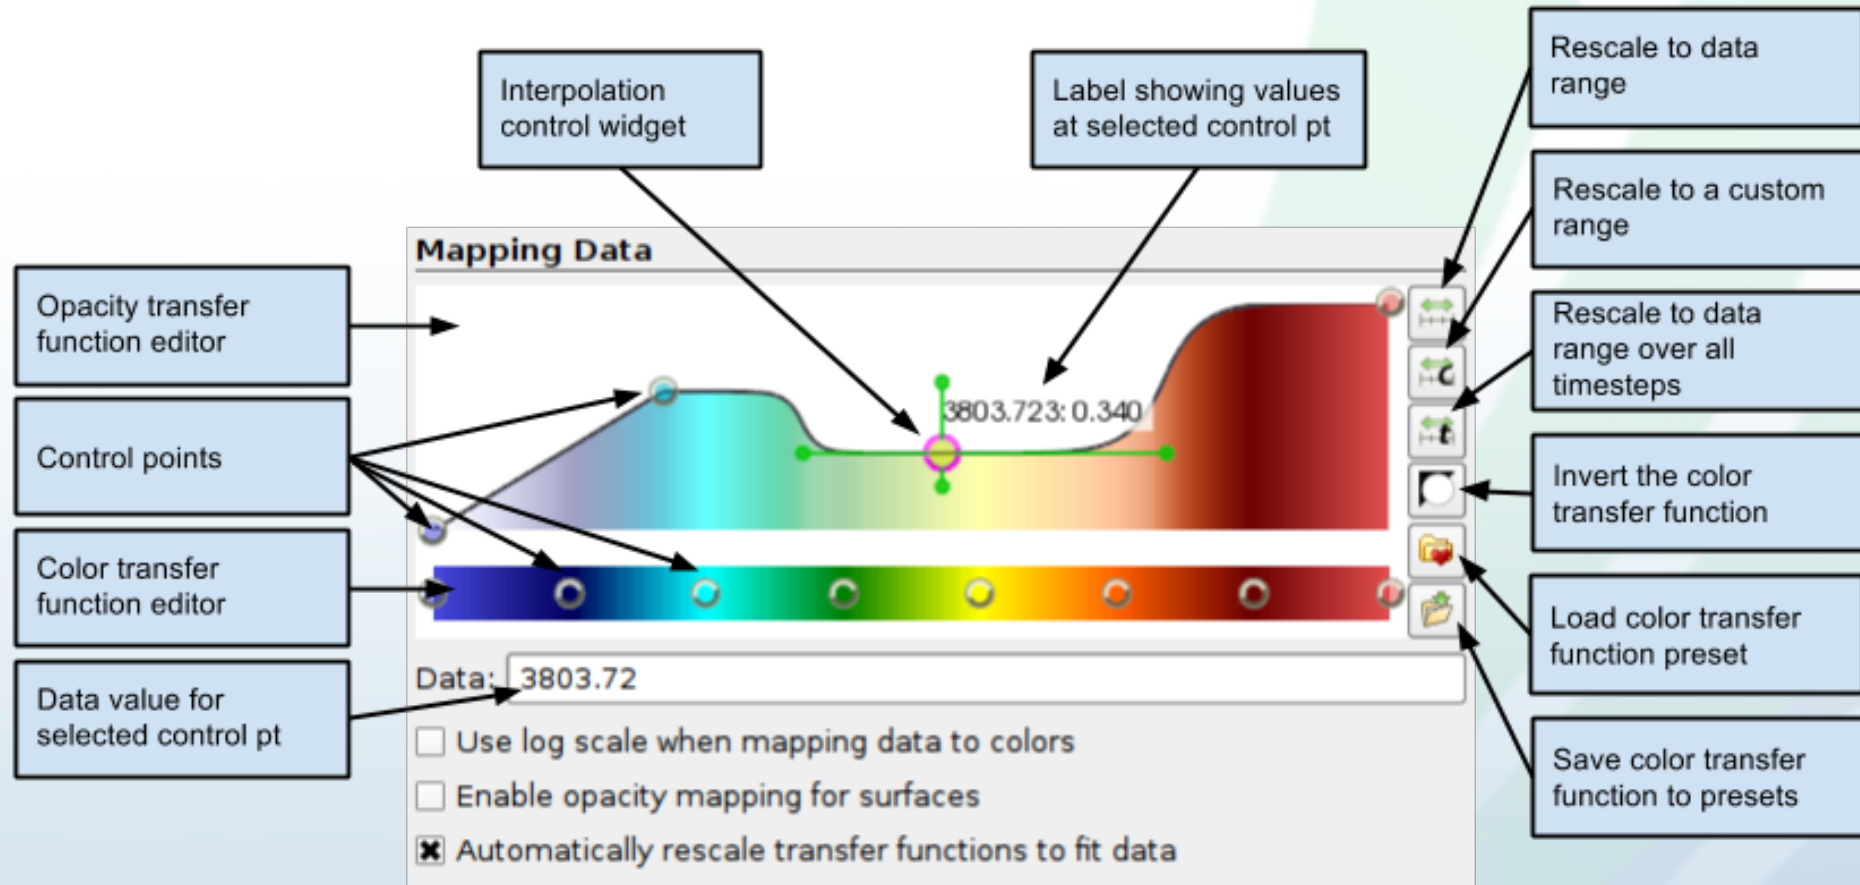 Rescale to data
range
Interpolation
control widget
Label showing values
at selected control pt
Rescale to a custom
range
Mapping Data
Opacity transfer
function editor
Rescale to data
range over all
timesteps
3803.723: 0.340
Control points
Invert the color
transfer function
Color transfer
function editor
Load color transfer
function preset
Data value for
selected control pt
Data: 3803.72
Use log scale when mapping data to colors
Save color transfer
function to presets
Enable opacity mapping for surfaces
Automatically rescale transfer functions to fit data
c
t